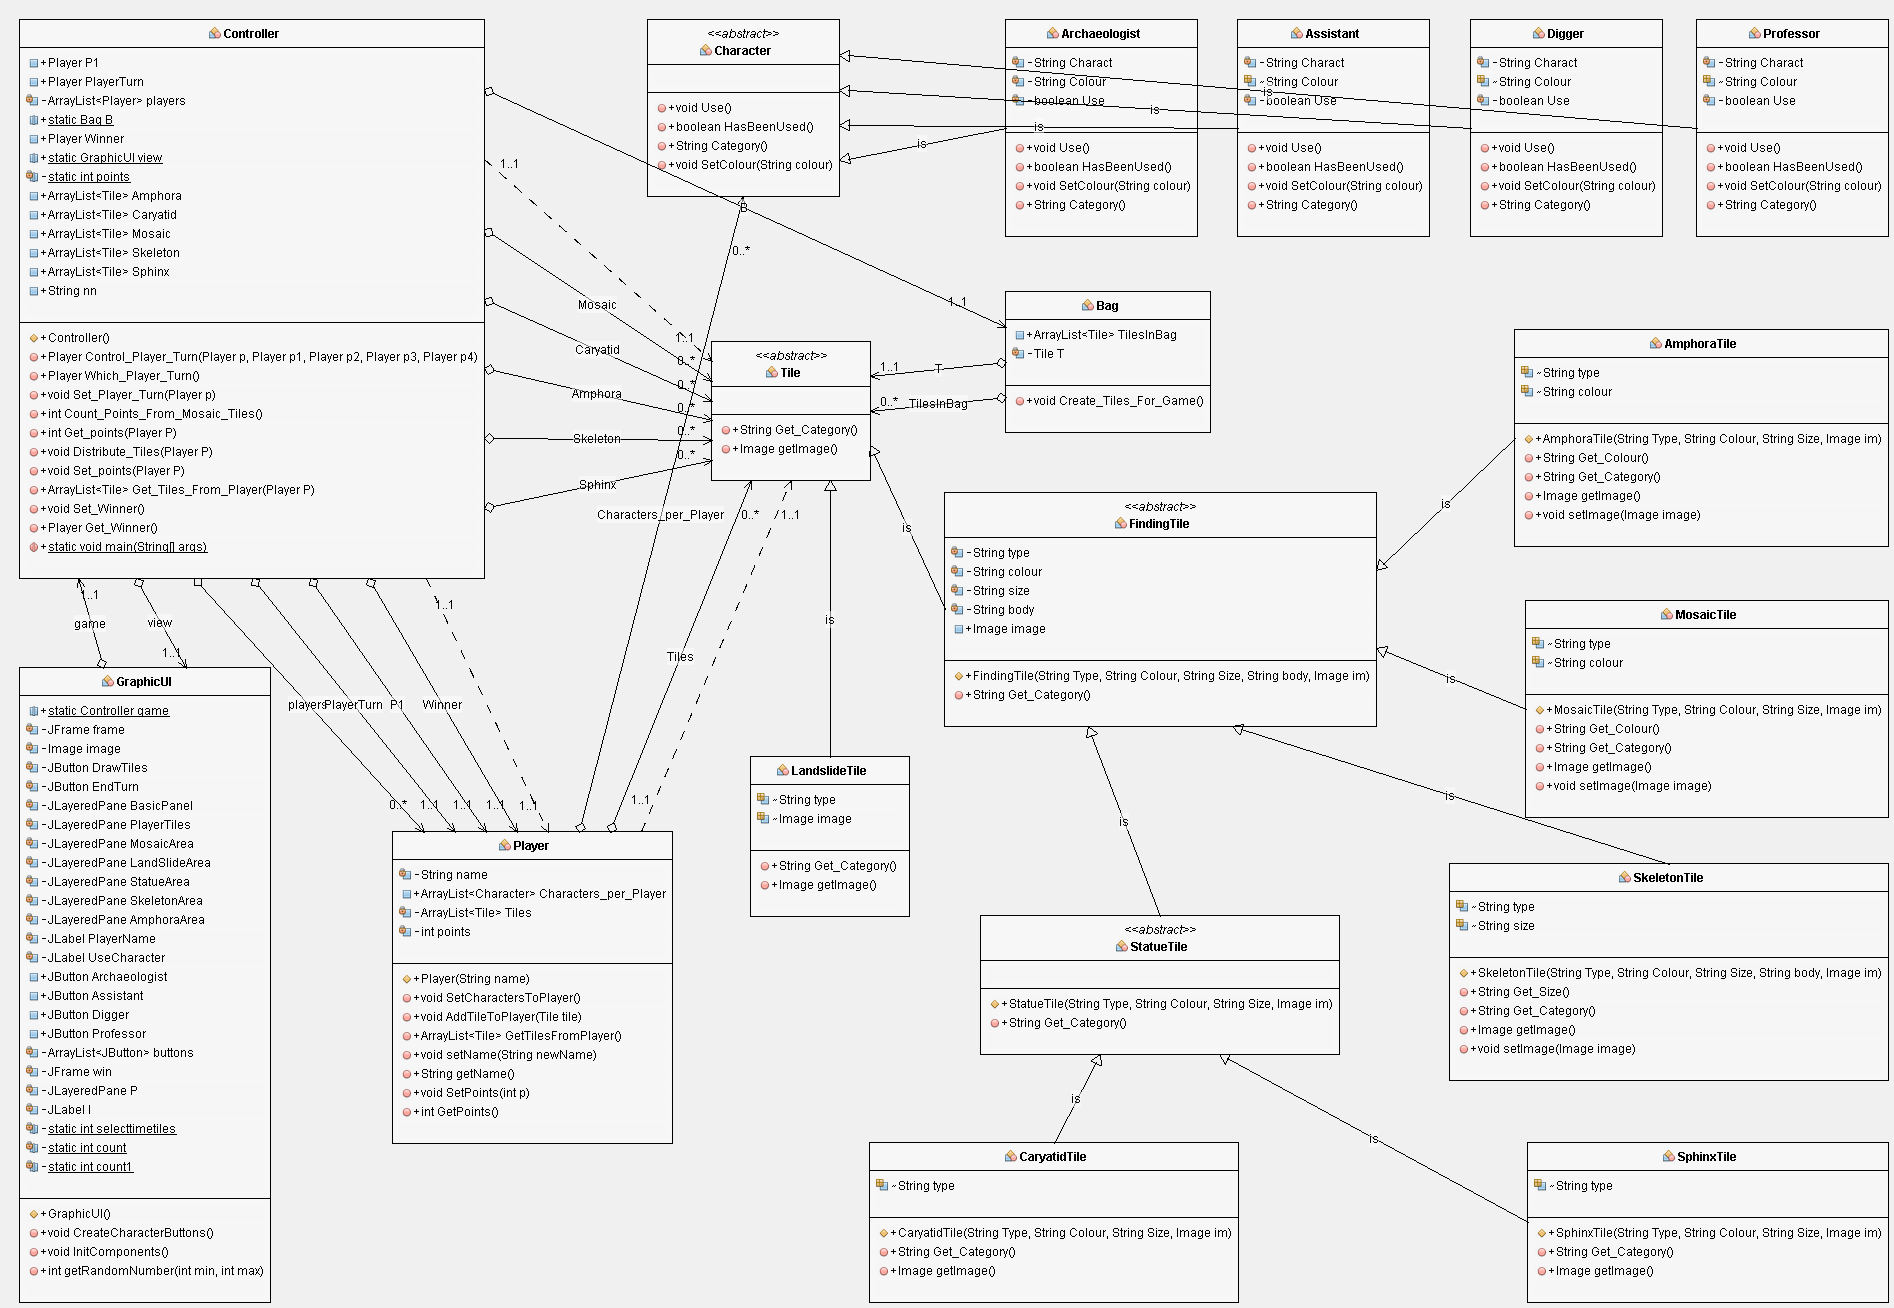 Controller
+Player P1
+Player PlayerTurn
-ArrayList<Player> players
+static Bag B
+Player Winner
+static GraphicUI view
-static int points
+ArrayList<Tile> Amphora
+ArrayList<Tile> Caryatid
+ArrayList<Tile> Mosaic
+ArrayList<Tile> Skeleton
+ArrayList<Tile> Sphinx
+String nn
+Controller()
+Player Control_Player_Turn(Player p, Player p1, Player p2, Player p3, Player p4)
+Player Which_Player_Turn()
+void Set_Player_Turn(Player p)
+int Count_Points_From_Mosaic_Tiles()
+int Get_points(Player P)
+void Distribute_Tiles(Player P)
+void Set_points(Player P)
+ArrayList<Tile> Get_Tiles_From_Player(Player P)
+void Set_Winner()
+Player Get_Winner()
+static void main(String[] args)
<<abstract>>
Character
+void Use()
+boolean HasBeenUsed()
+String Category()
+void SetColour(String colour)
Archaeologist
-String Charact
-String Colour
-boolean Use
+void Use()
+boolean HasBeenUsed()
+void SetColour(String colour)
+String Category()
Assistant
-String Charact
~String Colour
-boolean Use
+void Use()
+boolean HasBeenUsed()
+void SetColour(String colour)
+String Category()
Digger
-String Charact
~String Colour
-boolean Use
+void Use()
+boolean HasBeenUsed()
+void SetColour(String colour)
+String Category()
Professor
-String Charact
~String Colour
-boolean Use
+void Use()
+boolean HasBeenUsed()
+void SetColour(String colour)
+String Category()
is
is
is
is
1..1
B
0..*
1..1
Mosaic
1..1
0..*
Caryatid
0..*
Amphora
0..*
Skeleton
0..*
Sphinx
0..*
<<abstract>>
Tile
+String Get_Category()
+Image getImage()
Bag
+ArrayList<Tile> TilesInBag
-Tile T
+void Create_Tiles_For_Game()
1..1
T
0..*
TilesInBag
AmphoraTile
~String type
~String colour
+AmphoraTile(String Type, String Colour, String Size, Image im)
+String Get_Colour()
+String Get_Category()
+Image getImage()
+void setImage(Image image)
<<abstract>>
FindingTile
-String type
-String colour
-String size
-String body
+Image image
+FindingTile(String Type, String Colour, String Size, String body, Image im)
+String Get_Category()
is
is
Characters_per_Player
0..*
1..1
is
Tiles
MosaicTile
~String type
~String colour
+MosaicTile(String Type, String Colour, String Size, Image im)
+String Get_Colour()
+String Get_Category()
+Image getImage()
+void setImage(Image image)
is
1..1
game
view
1..1
1..1
players
PlayerTurn
P1
Winner
0..*
1..1
1..1
1..1
1..1
1..1
GraphicUI
+static Controller game
-JFrame frame
-Image image
-JButton DrawTiles
-JButton EndTurn
-JLayeredPane BasicPanel
-JLayeredPane PlayerTiles
-JLayeredPane MosaicArea
-JLayeredPane LandSlideArea
-JLayeredPane StatueArea
-JLayeredPane SkeletonArea
-JLayeredPane AmphoraArea
-JLabel PlayerName
-JLabel UseCharacter
+JButton Archaeologist
+JButton Assistant
+JButton Digger
+JButton Professor
-ArrayList<JButton> buttons
-JFrame win
-JLayeredPane P
-JLabel l
-static int selecttimetiles
-static int count
-static int count1
+GraphicUI()
+void CreateCharacterButtons()
+void InitComponents()
+int getRandomNumber(int min, int max)
Player
-String name
+ArrayList<Character> Characters_per_Player
-ArrayList<Tile> Tiles
-int points
+Player(String name)
+void SetCharactersToPlayer()
+void AddTileToPlayer(Tile tile)
+ArrayList<Tile> GetTilesFromPlayer()
+void setName(String newName)
+String getName()
+void SetPoints(int p)
+int GetPoints()
LandslideTile
~String type
~Image image
+String Get_Category()
+Image getImage()
is
is
SkeletonTile
~String type
~String size
+SkeletonTile(String Type, String Colour, String Size, String body, Image im)
+String Get_Size()
+String Get_Category()
+Image getImage()
+void setImage(Image image)
<<abstract>>
StatueTile
+StatueTile(String Type, String Colour, String Size, Image im)
+String Get_Category()
is
is
CaryatidTile
~String type
+CaryatidTile(String Type, String Colour, String Size, Image im)
+String Get_Category()
+Image getImage()
SphinxTile
~String type
+SphinxTile(String Type, String Colour, String Size, Image im)
+String Get_Category()
+Image getImage()